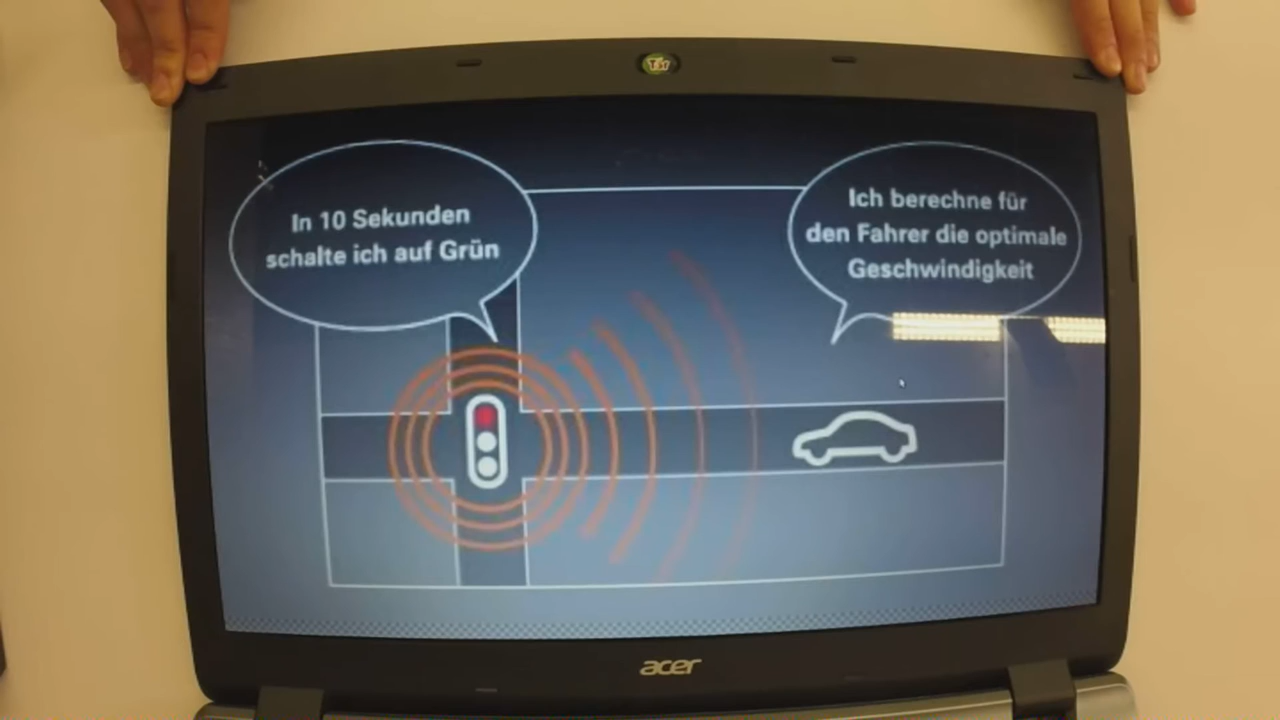 In 10 Sekunden
schalte ich auf Grün
Ich berechne für
den Fahrer die optimale
Geschwindigkeit
acer